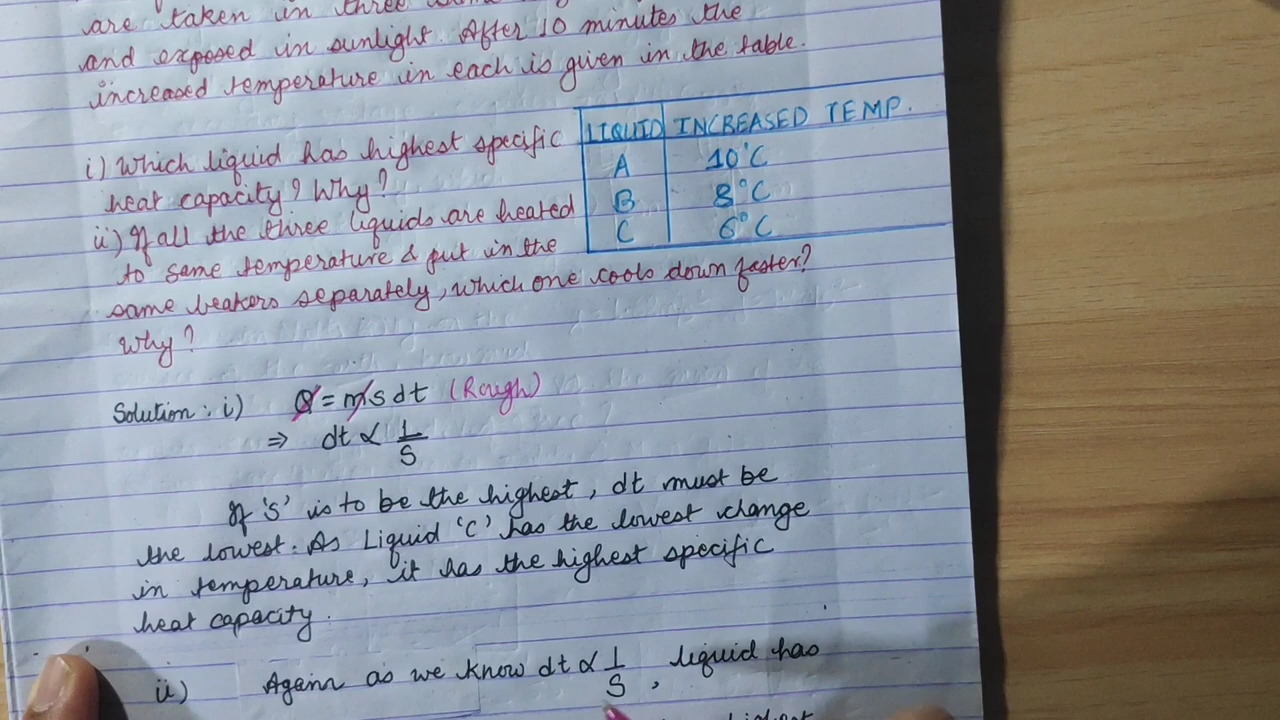 are taken in three
and exposed in sunlight. After 10 minutes the
increased temperature in each is given in the table.
i) Which liquid has highest specific
heat capacity? Why?
ii) If all the three liquids are heated
to same temperature & put in the
same beakers separately, which one cools down faster?
Why?
LIQUID INCREASED TEMP.
A 10°C
B 8°C
C 6°C
Solution: i) Q = msdt (Rough)
⇒ dt ∝ 1/S
If 's' is to be the highest, dt must be
the lowest. As Liquid 'C' has the lowest change
in temperature, it has the highest specific
heat capacity.
ii) Again as we know dt ∝ 1/S, liquid has